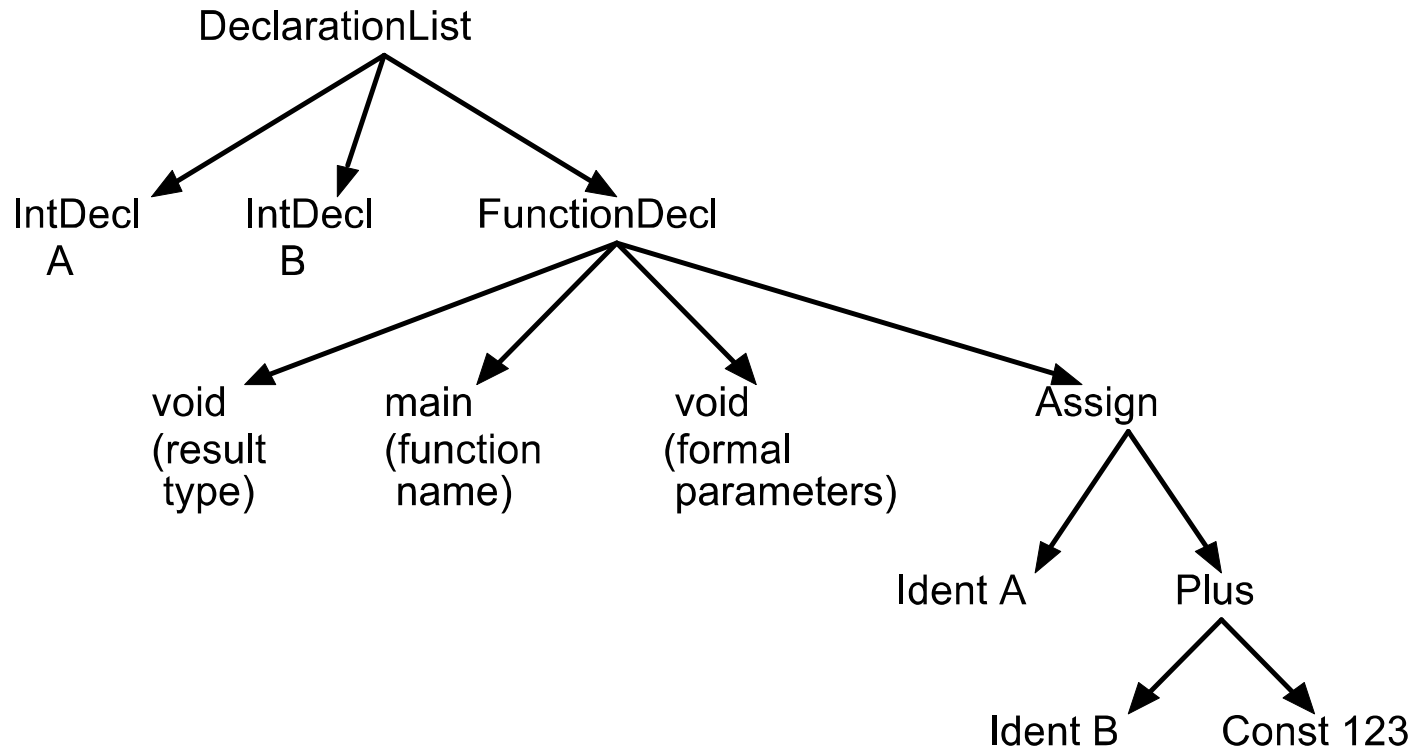 DeclarationList
IntDecl
A
IntDecl
B
FunctionDecl
void
(result
type)
main
(function
name)
void
(formal
parameters)
Assign
Ident A
Plus
Ident B
Const 123